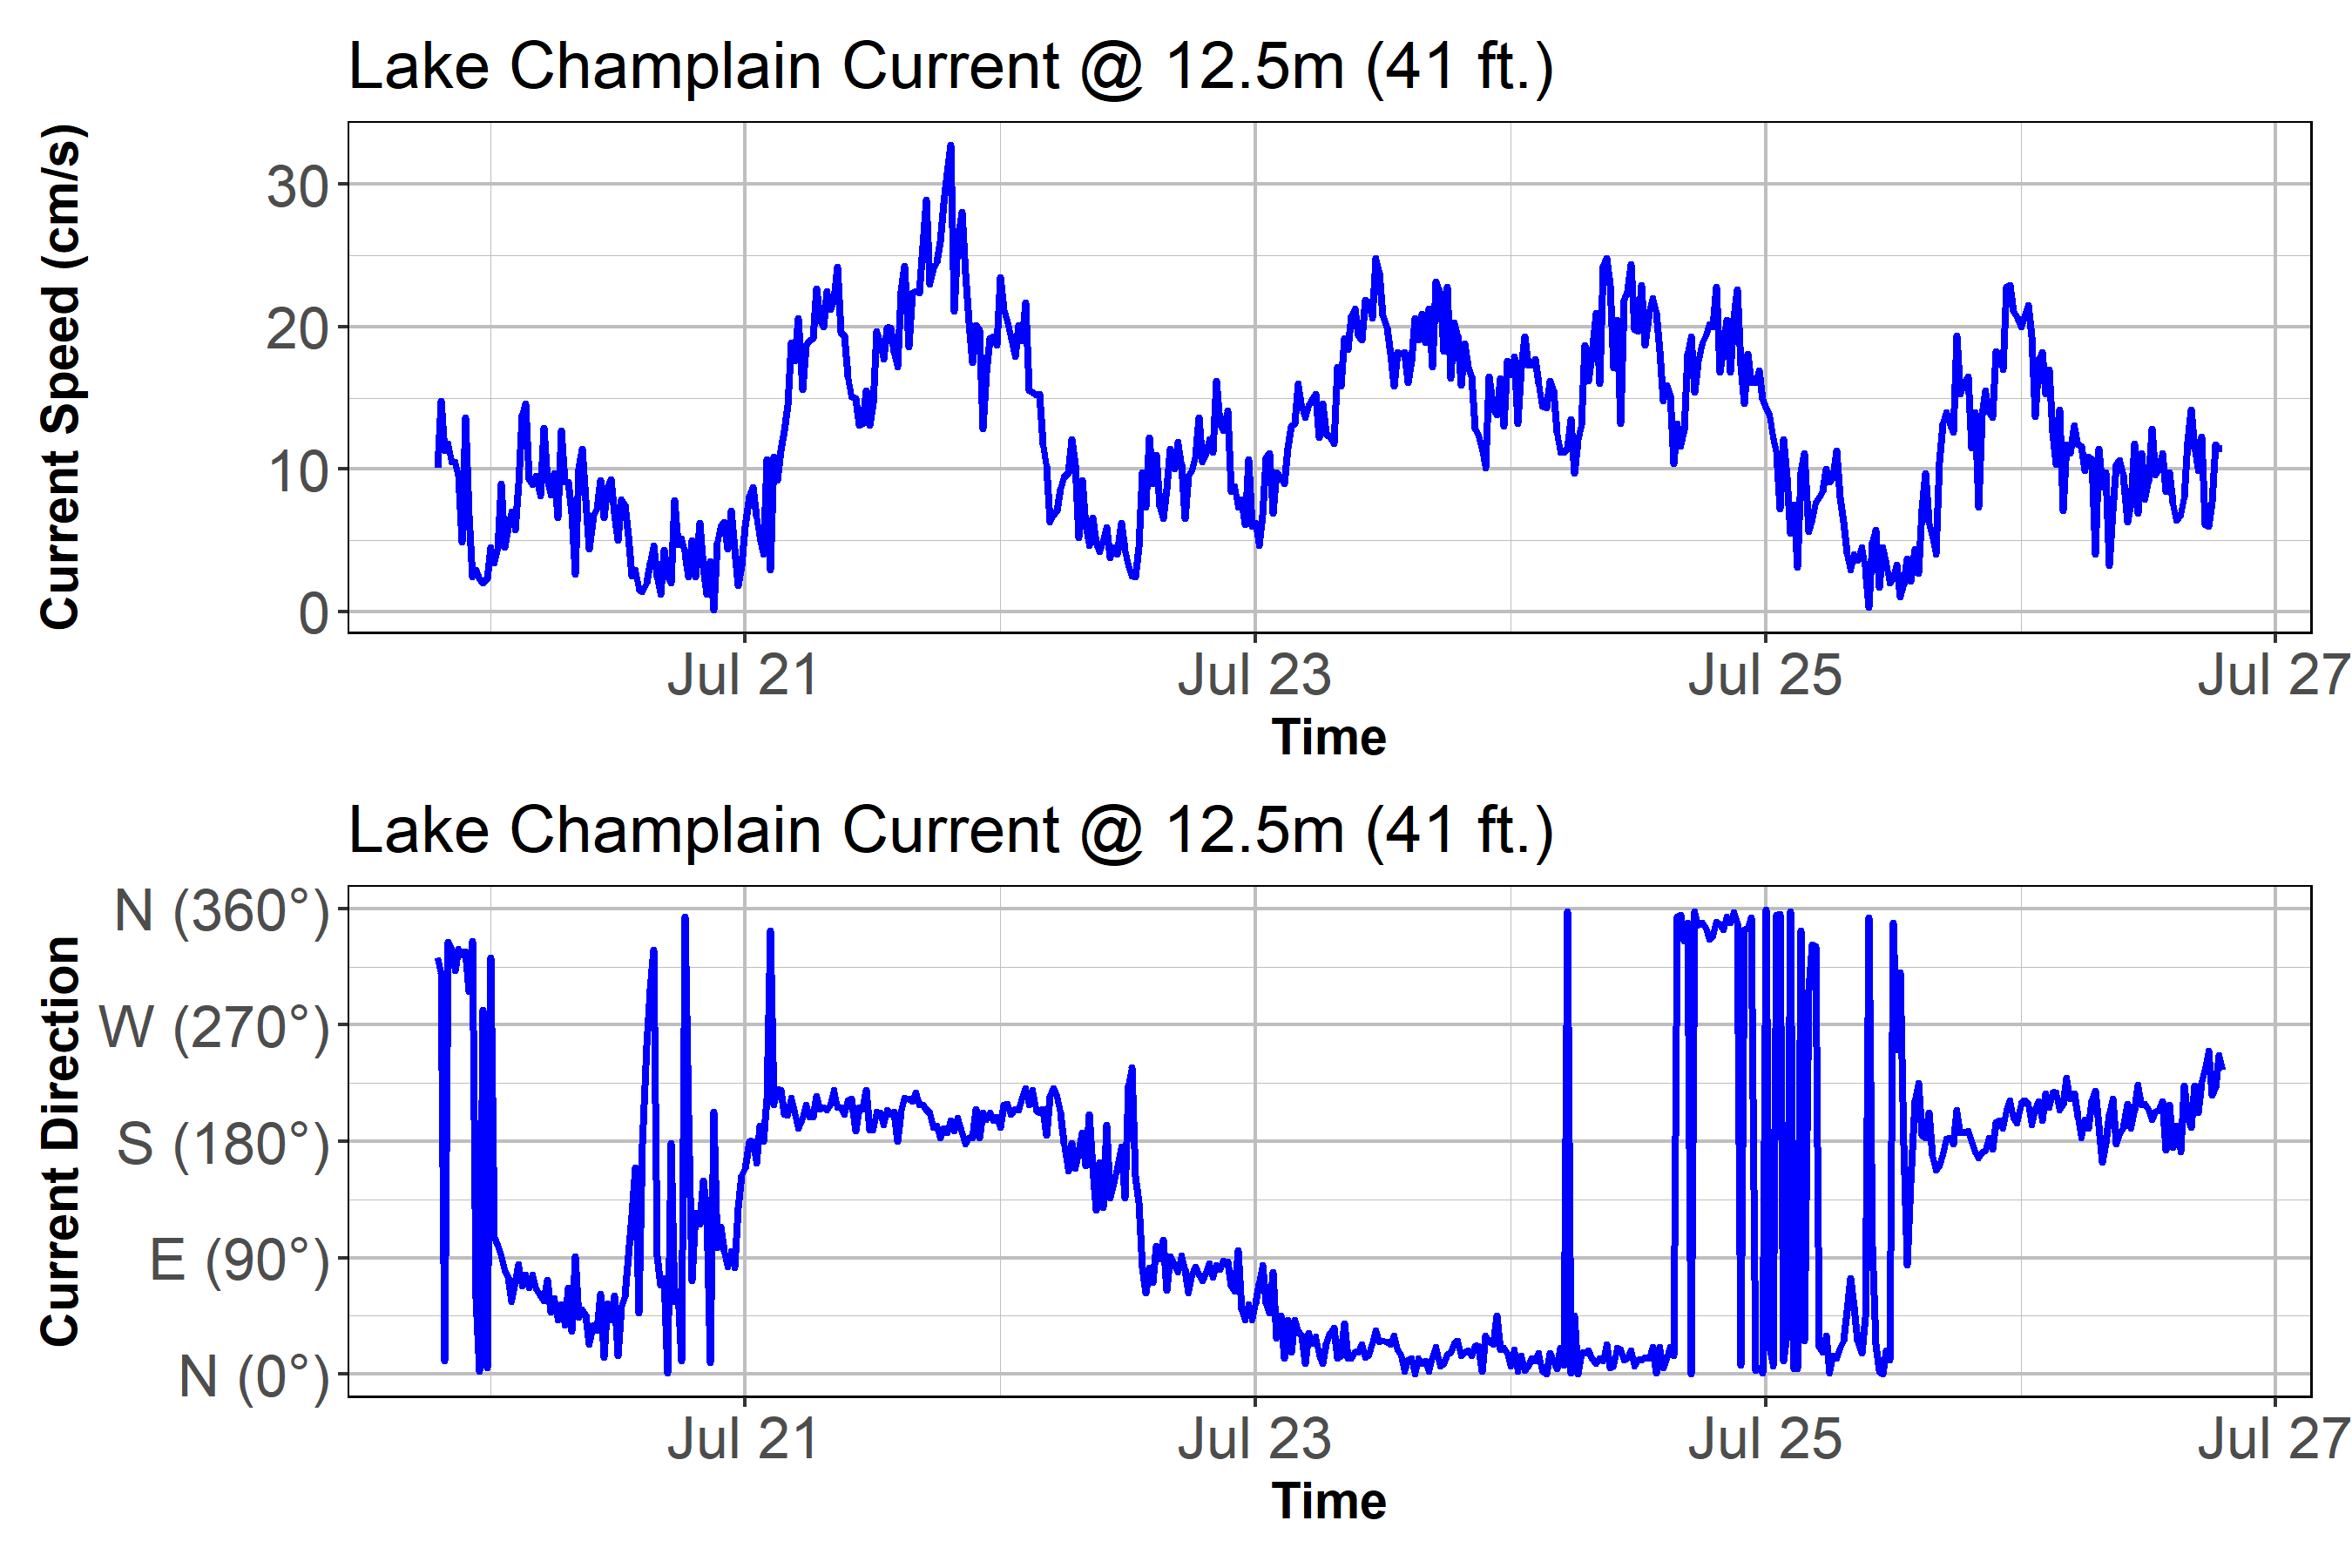 Lake Champlain Current @ 12.5m (41 ft.)
Current Speed (cm/s)
30
20
10
0
Jul 21
Jul 23
Jul 25
Jul 27
Time
Lake Champlain Current @ 12.5m (41 ft.)
Current Direction
N (360°)
W (270°)
S (180°)
E (90°)
N (0°)
Jul 21
Jul 23
Jul 25
Jul 27
Time